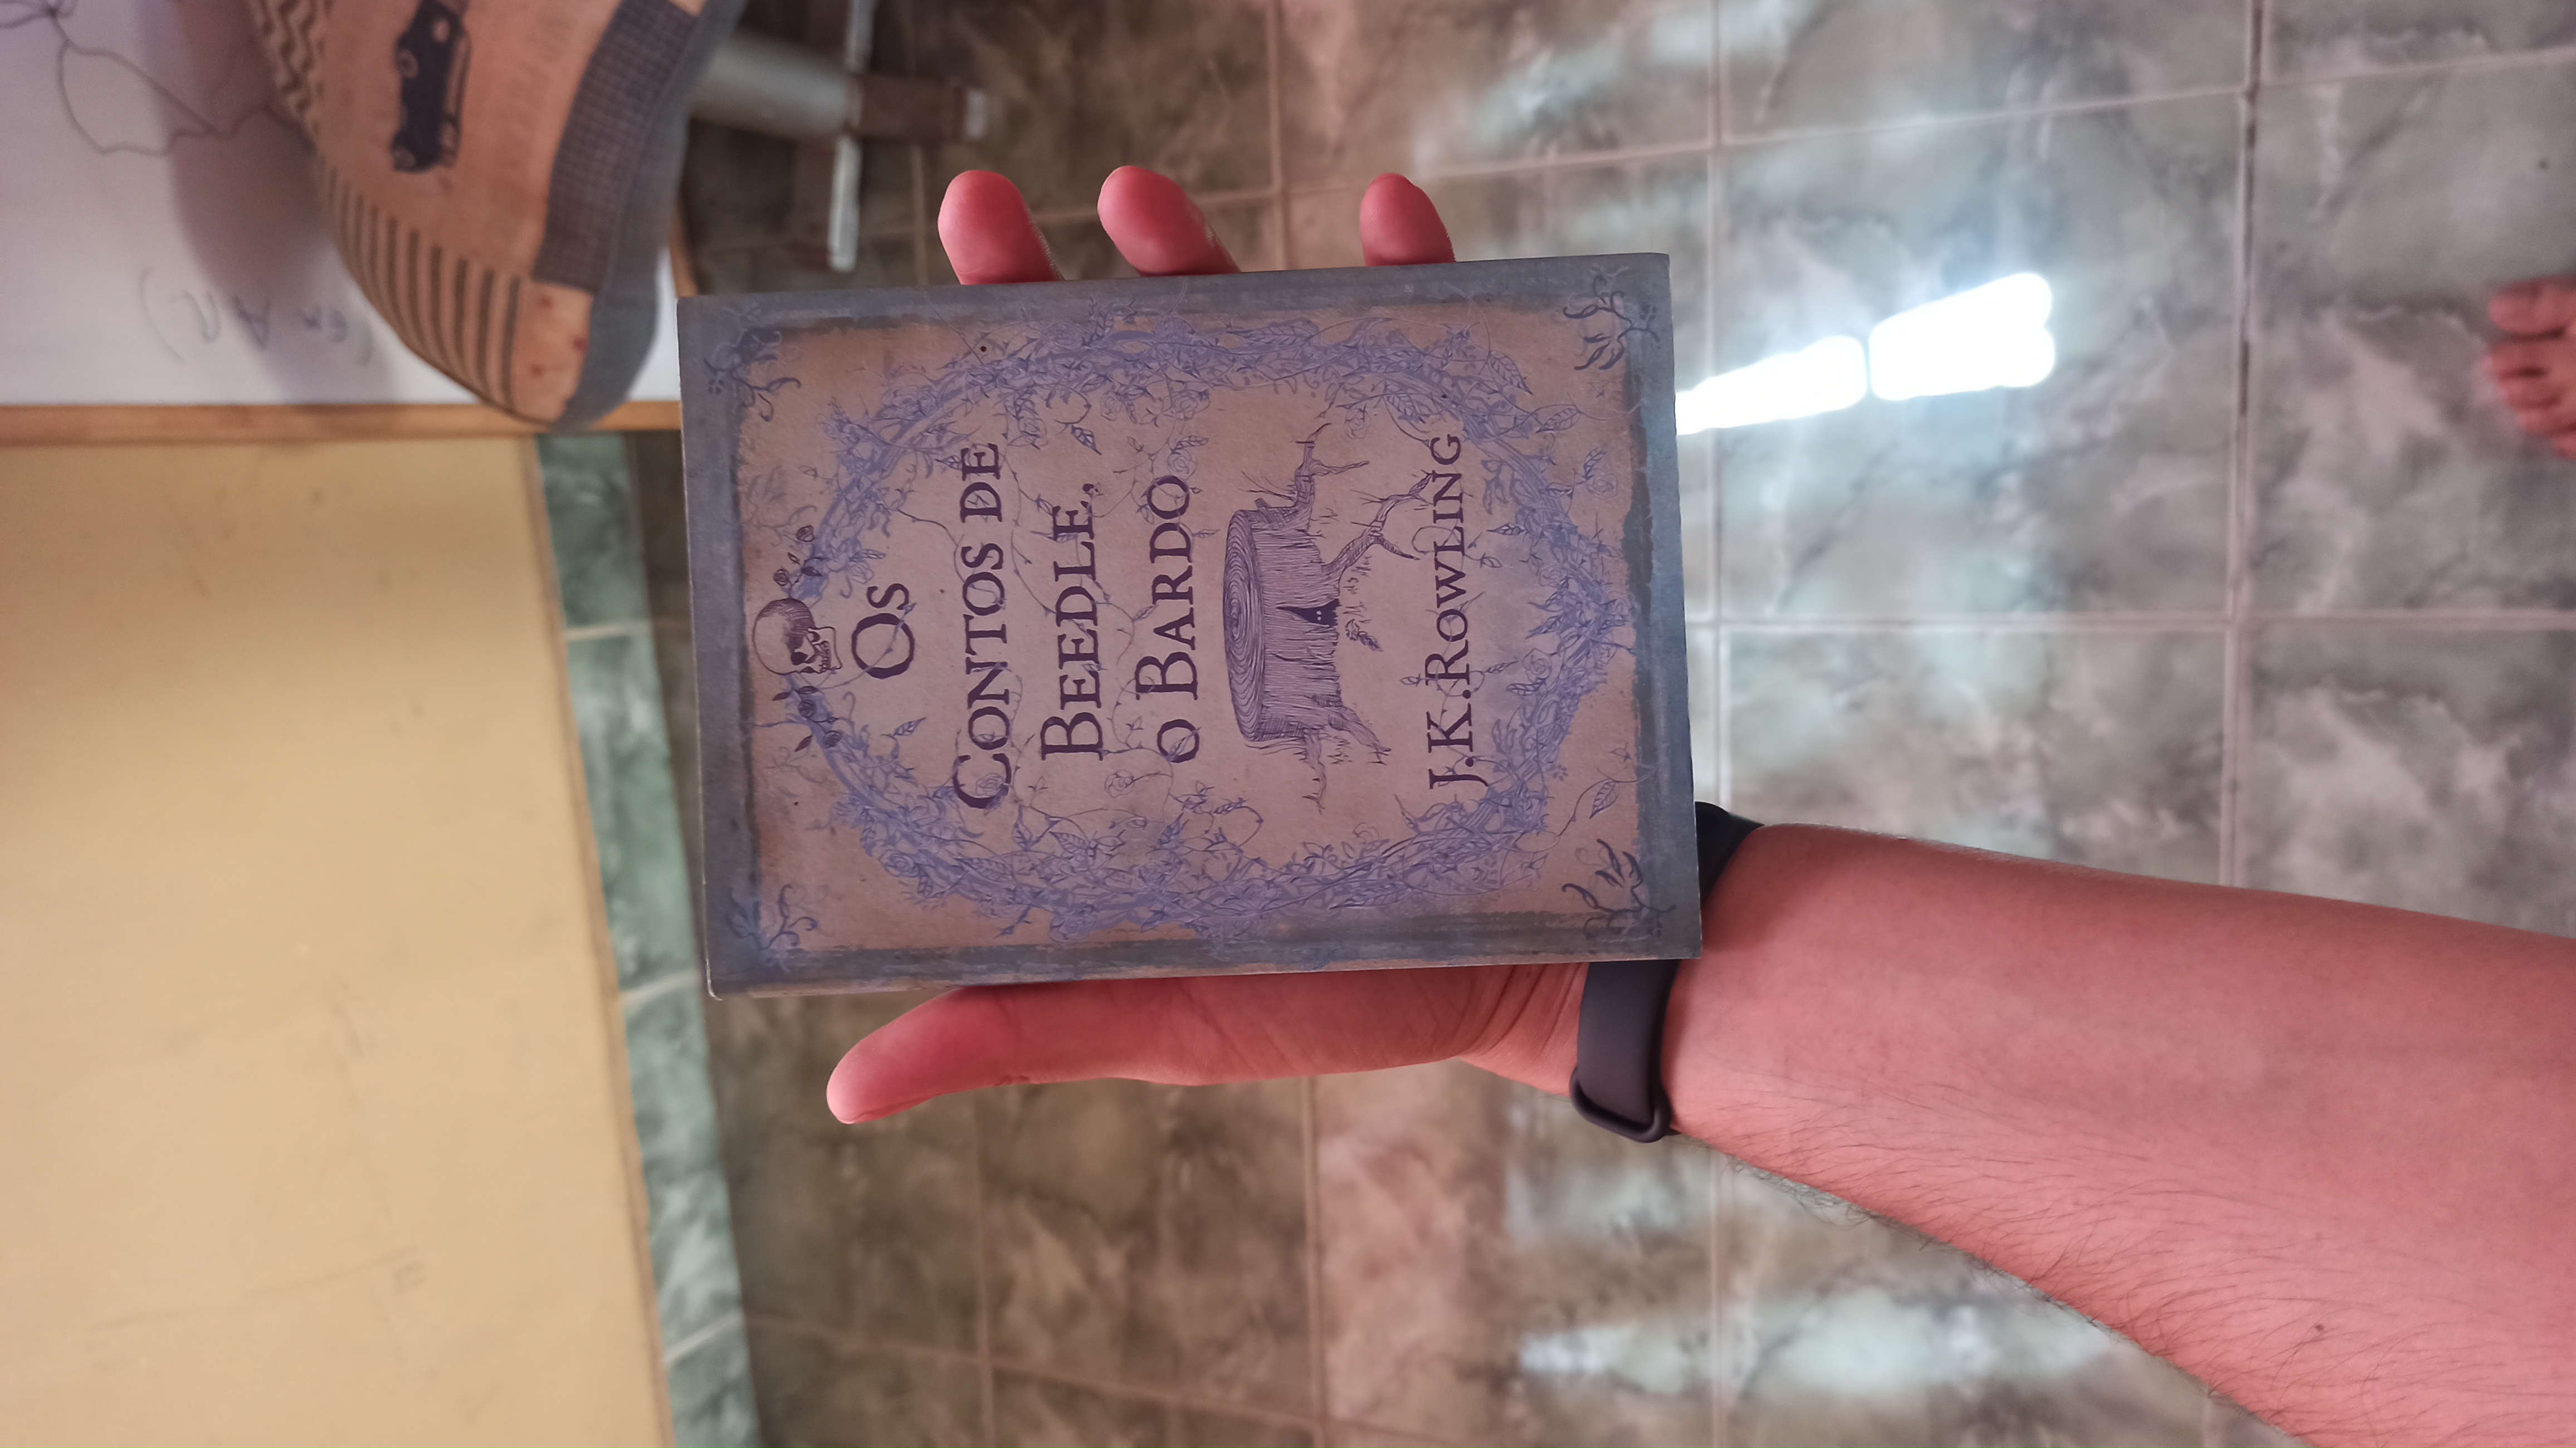 Os
Contos de
Beedle,
o Bardo
J.K.Rowling